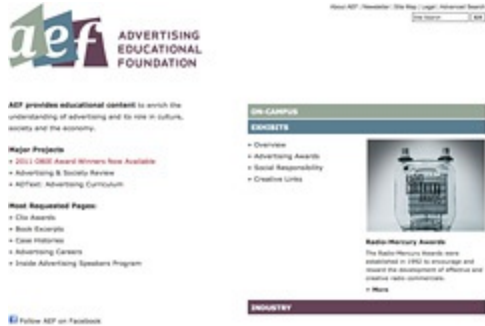 About AEF | Newsletter | Site Map | Legal | Advanced Search
Site Search GO
aef ADVERTISING
EDUCATIONAL
FOUNDATION
AEF provides educational content to enrich the
understanding of advertising and its role in culture,
society and the economy.
Major Projects
» 2011 OBIE Award Winners Now Available
» Advertising & Society Review
» ADText: Advertising Curriculum
Most Requested Pages:
» Clio Awards
» Book Excerpts
» Case Histories
» Advertising Careers
» Inside Advertising Speakers Program
Follow AEF on Facebook
ON-CAMPUS
EXHIBITS
» Overview
» Advertising Awards
» Social Responsibility
» Creative Links
Radio-Mercury Awards
The Radio-Mercury Awards were
established in 1992 to encourage and
reward the development of effective and
creative radio commercials.
» More
INDUSTRY